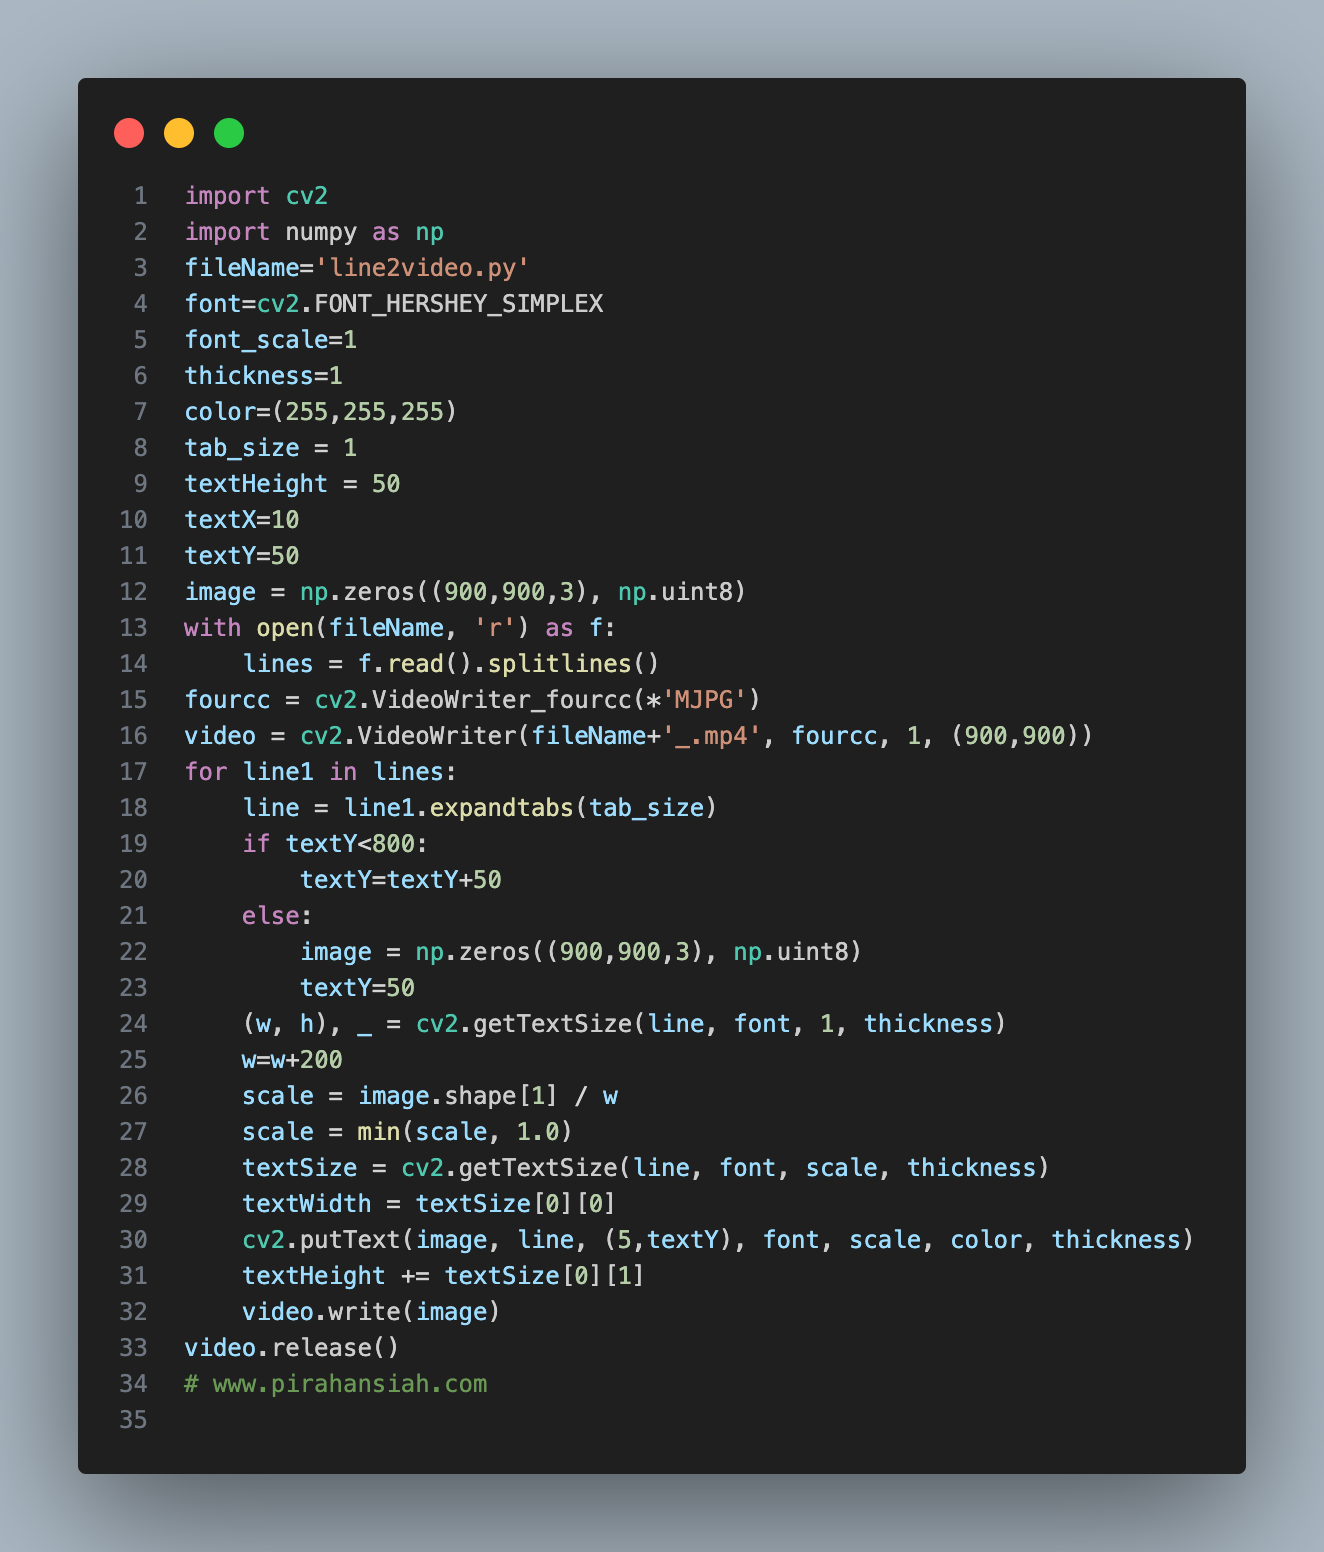 1 import cv2
2 import numpy as np
3 fileName='line2video.py'
4 font=cv2.FONT_HERSHEY_SIMPLEX
5 font_scale=1
6 thickness=1
7 color=(255,255,255)
8 tab_size = 1
9 textHeight = 50
10 textX=10
11 textY=50
12 image = np.zeros((900,900,3), np.uint8)
13 with open(fileName, 'r') as f:
14     lines = f.read().splitlines()
15 fourcc = cv2.VideoWriter_fourcc(*'MJPG')
16 video = cv2.VideoWriter(fileName+'_.mp4', fourcc, 1, (900,900))
17 for line1 in lines:
18     line = line1.expandtabs(tab_size)
19     if textY<800:
20         textY=textY+50
21     else:
22         image = np.zeros((900,900,3), np.uint8)
23         textY=50
24     (w, h), _ = cv2.getTextSize(line, font, 1, thickness)
25     w=w+200
26     scale = image.shape[1] / w
27     scale = min(scale, 1.0)
28     textSize = cv2.getTextSize(line, font, scale, thickness)
29     textWidth = textSize[0][0]
30     cv2.putText(image, line, (5,textY), font, scale, color, thickness)
31     textHeight += textSize[0][1]
32     video.write(image)
33 video.release()
34 # www.pirahansiah.com
35